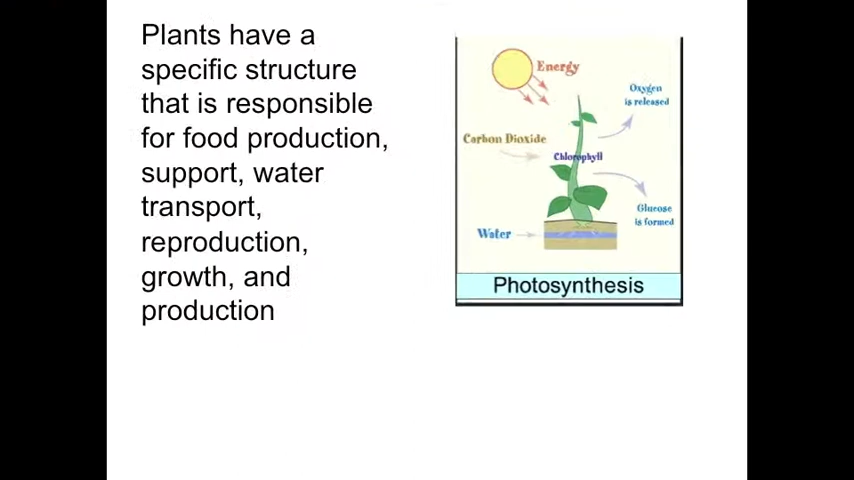 Plants have a
specific structure
that is responsible
for food production,
support, water
transport,
reproduction,
growth, and
production
Energy
Oxygen
is released
Carbon Dioxide
Chlorophyll
Glucose
is formed
Water
Photosynthesis